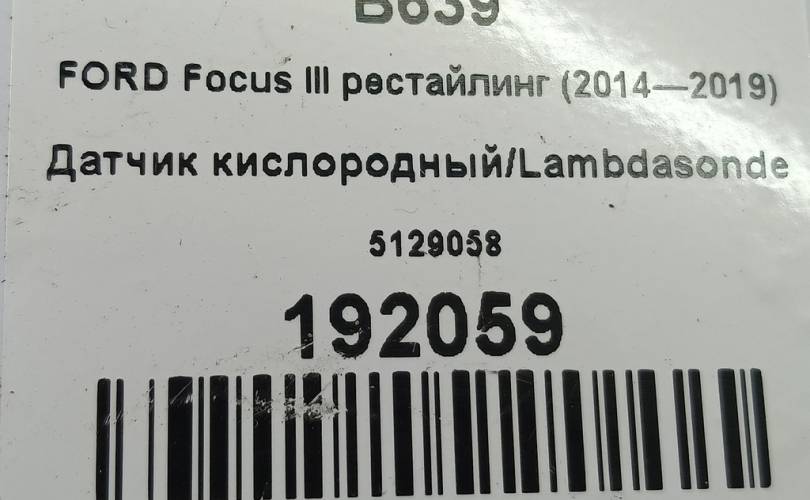 B639
FORD Focus III рестайлинг (2014—2019)
Датчик кислородный/Lambdasonde
5129058
192059